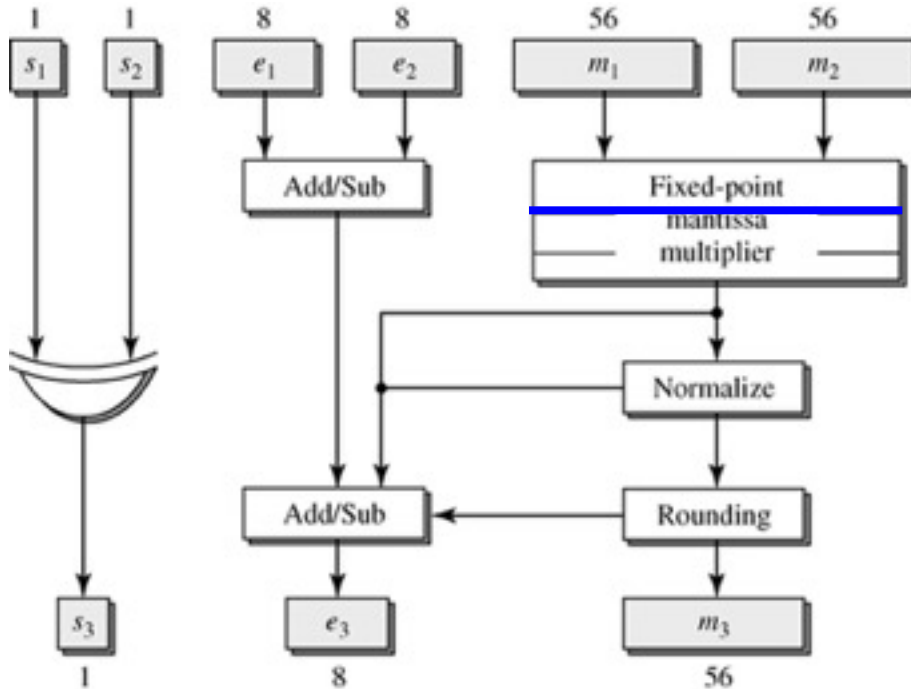 1 1 8 8 56 56
s1 s2 e1 e2 m1 m2
Add/Sub
Fixed-point
mantissa
multiplier
Normalize
Add/Sub
Rounding
s3 e3 m3
1 8 56